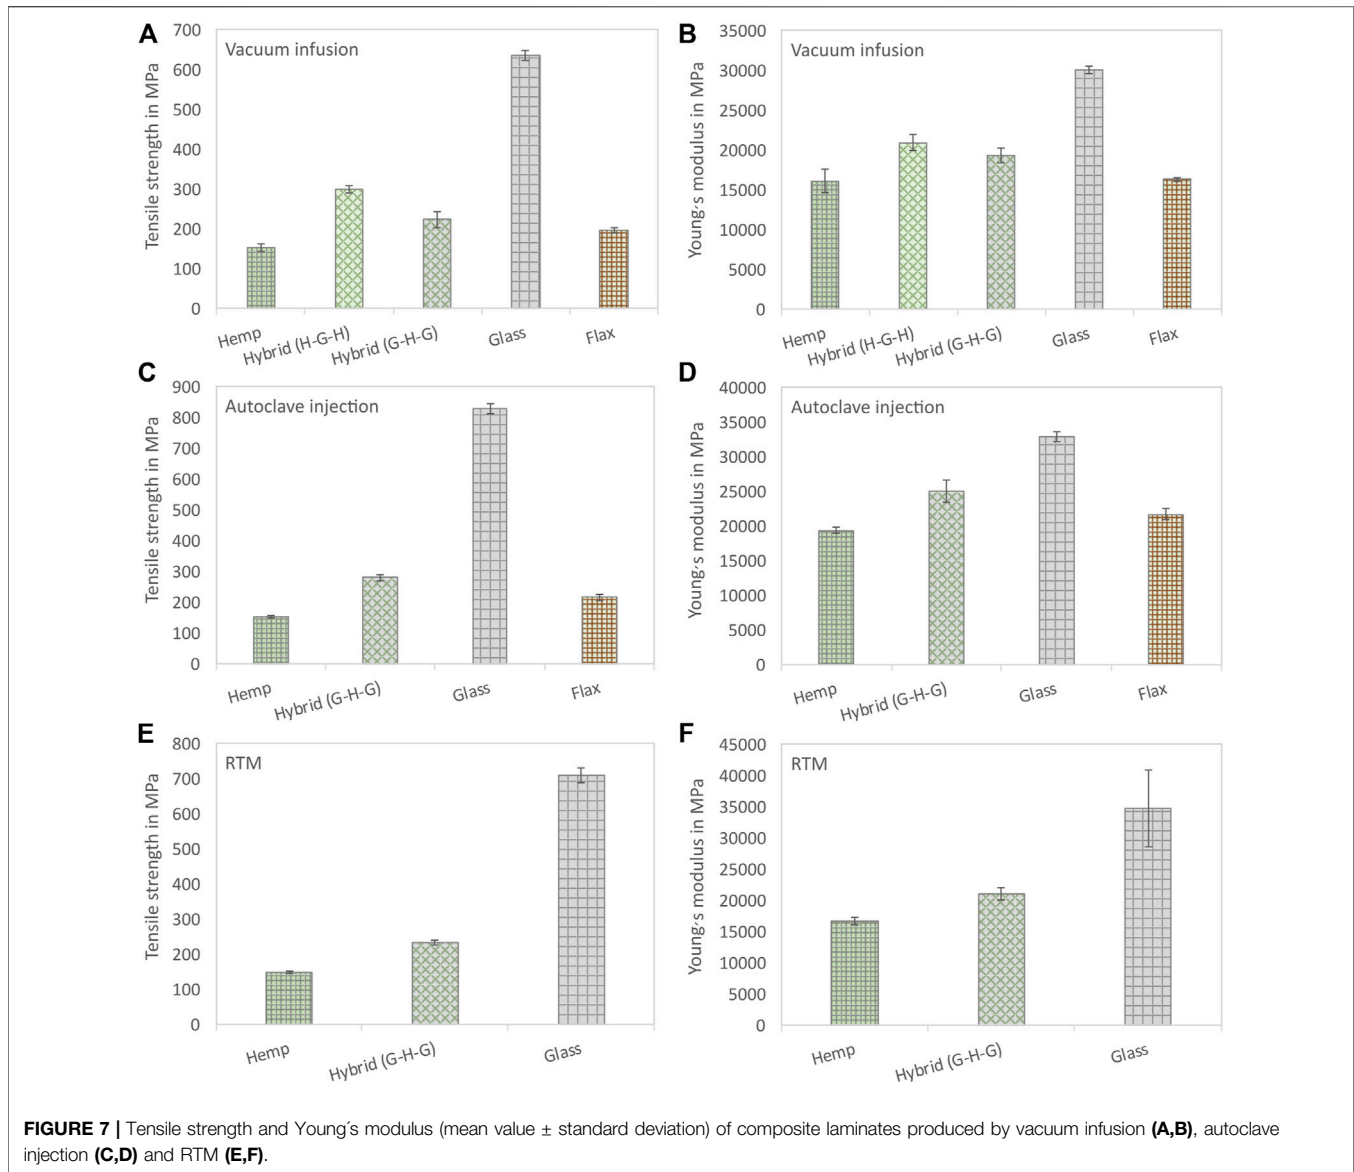 A
Vacuum infusion
Tensile strength in MPa
700
600
500
400
300
200
100
0
Hemp
Hybrid (H-G-H)
Hybrid (G-H-G)
Glass
Flax
B
Vacuum infusion
Young´s modulus in MPa
35000
30000
25000
20000
15000
10000
5000
0
Hemp
Hybrid (H-G-H)
Hybrid (G-H-G)
Glass
Flax
C
Autoclave injection
Tensile strength in MPa
900
800
700
600
500
400
300
200
100
0
Hemp
Hybrid (G-H-G)
Glass
Flax
D
Autoclave injection
Young´s modulus in MPa
40000
35000
30000
25000
20000
15000
10000
5000
0
Hemp
Hybrid (G-H-G)
Glass
Flax
E
RTM
Tensile strength in MPa
800
700
600
500
400
300
200
100
0
Hemp
Hybrid (G-H-G)
Glass
F
RTM
Young´s modulus in MPa
45000
40000
35000
30000
25000
20000
15000
10000
5000
0
Hemp
Hybrid (G-H-G)
Glass
FIGURE 7 | Tensile strength and Young´s modulus (mean value ± standard deviation) of composite laminates produced by vacuum infusion (A,B), autoclave
injection (C,D) and RTM (E,F).